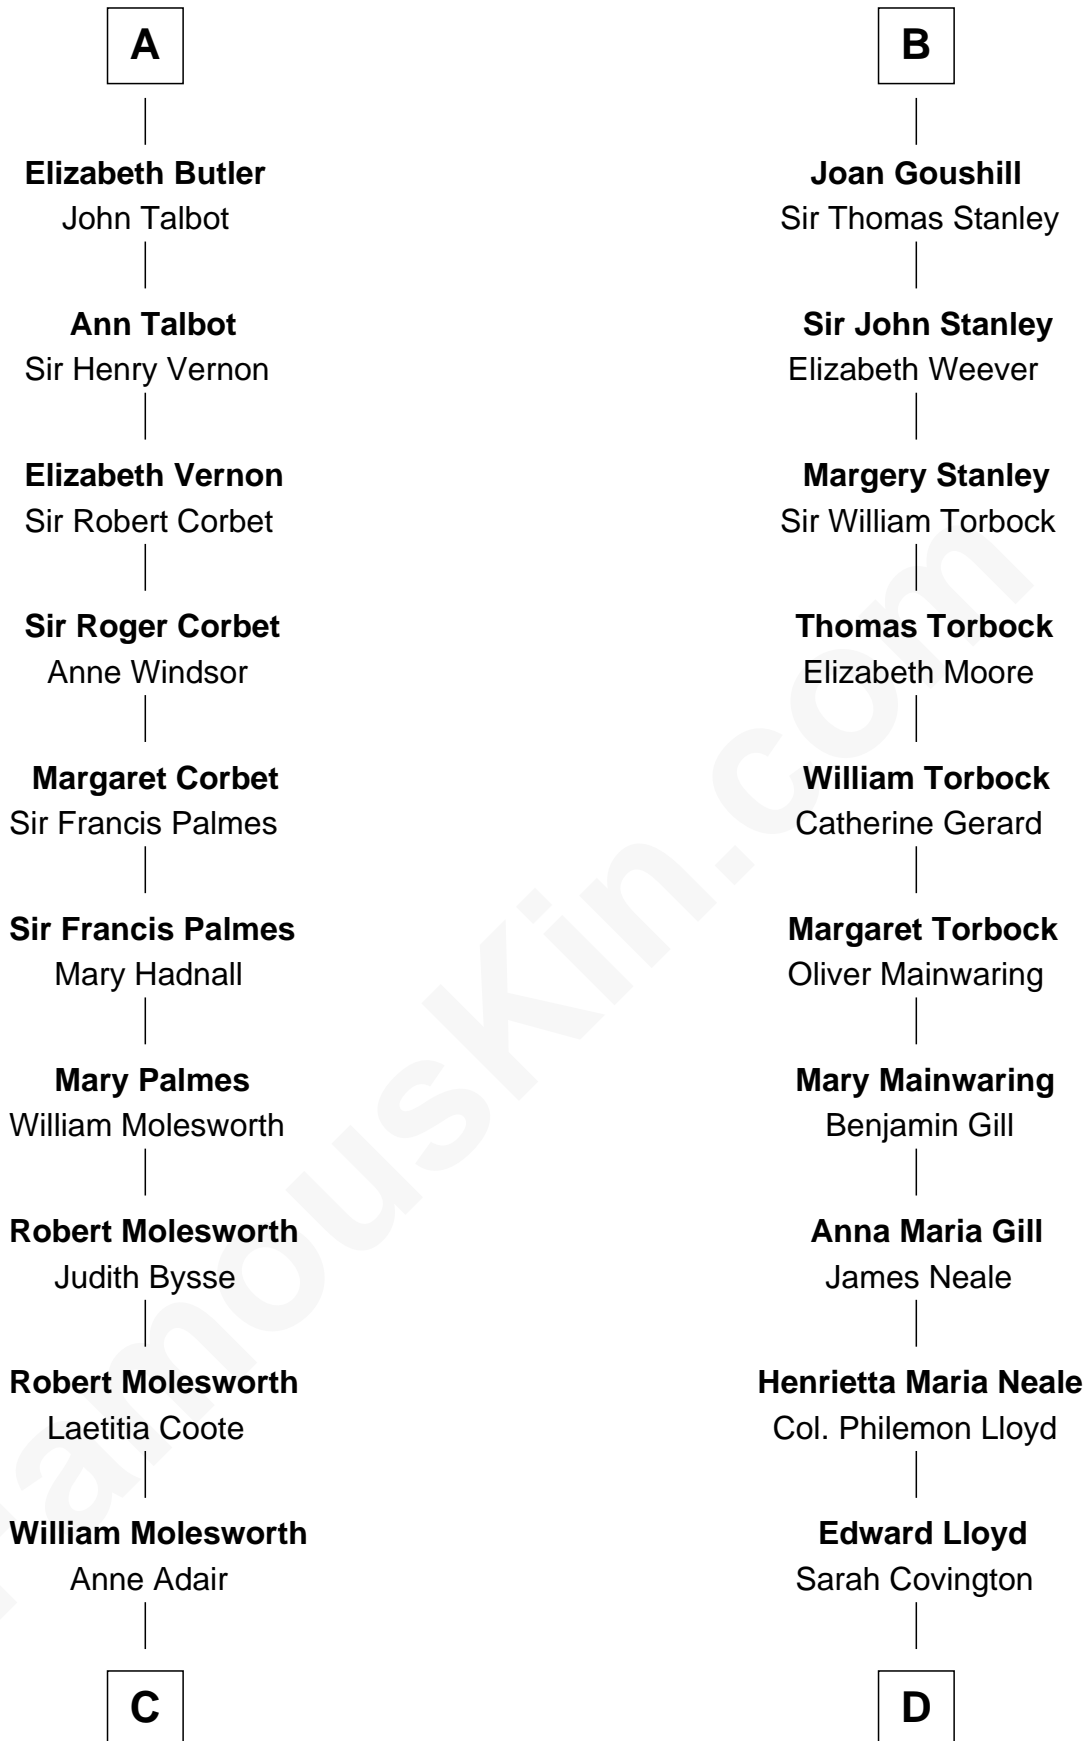 A
Elizabeth Butler
John Talbot
Ann Talbot
Sir Henry Vernon
Elizabeth Vernon
Sir Robert Corbet
Sir Roger Corbet
Anne Windsor
Margaret Corbet
Sir Francis Palmes
Sir Francis Palmes
Mary Hadnall
Mary Palmes
William Molesworth
Robert Molesworth
Judith Bysse
Robert Molesworth
Laetitia Coote
William Molesworth
Anne Adair
C
B
Joan Goushill
Sir Thomas Stanley
Sir John Stanley
Elizabeth Weever
Margery Stanley
Sir William Torbock
Thomas Torbock
Elizabeth Moore
William Torbock
Catherine Gerard
Margaret Torbock
Oliver Mainwaring
Mary Mainwaring
Benjamin Gill
Anna Maria Gill
James Neale
Henrietta Maria Neale
Col. Philemon Lloyd
Edward Lloyd
Sarah Covington
D
FamousKin.com